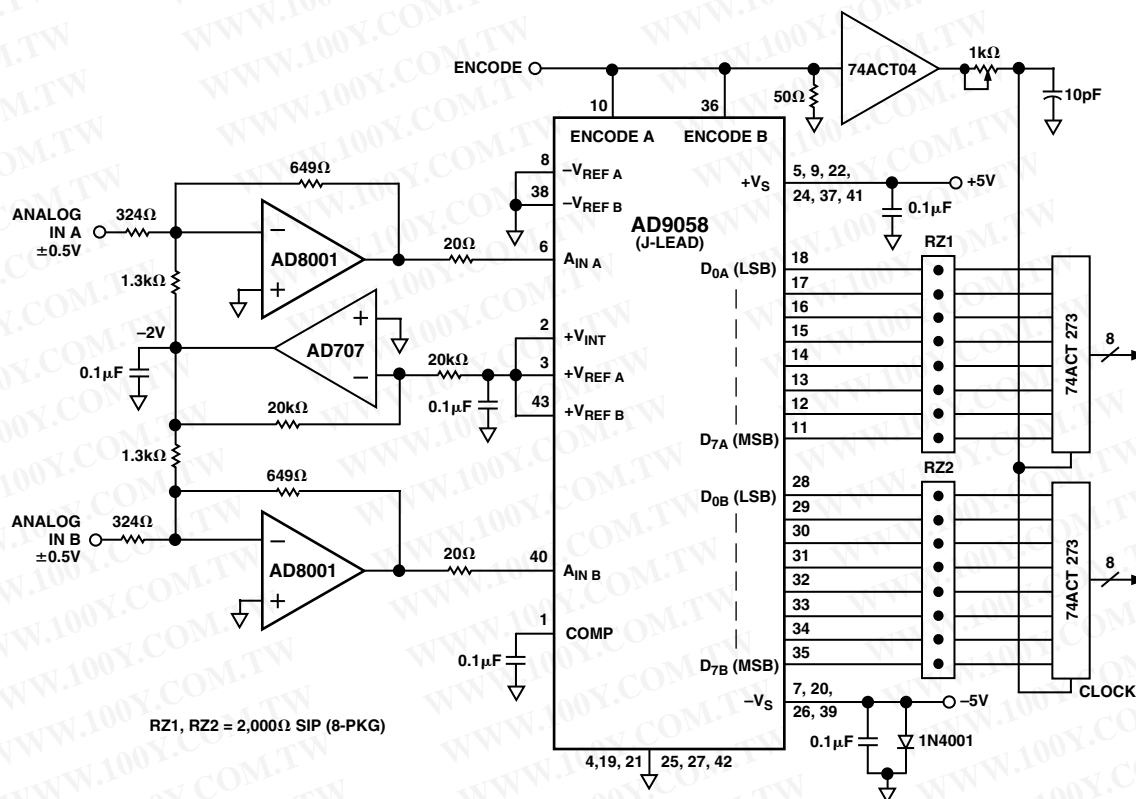 ENCODE
10
36
50Ω
74ACT04
1kΩ
10pF
ENCODE A
ENCODE B
AD9058
(J-LEAD)
8
–VREF A
38
–VREF B
6
AIN A
2
+VINT
3
+VREF A
43
+VREF B
40
AIN B
1
COMP
0.1μF
4,19, 21
25, 27, 42
ANALOG
IN A
±0.5V
324Ω
649Ω
–
AD8001
+
20Ω
1.3kΩ
–2V
0.1μF
+
AD707
–
20kΩ
0.1μF
20kΩ
1.3kΩ
649Ω
ANALOG
IN B
±0.5V
324Ω
–
AD8001
+
20Ω
+VS
5, 9, 22,
24, 37, 41
+5V
0.1μF
RZ1
D0A (LSB)
18
17
16
15
14
13
12
11
D7A (MSB)
74ACT 273
8
RZ2
D0B (LSB)
28
29
30
31
32
33
34
35
D7B (MSB)
74ACT 273
8
CLOCK
–VS
7, 20,
26, 39
–5V
0.1μF
1N4001
RZ1, RZ2 = 2,000Ω SIP (8-PKG)
WWW.100Y.COM.TW